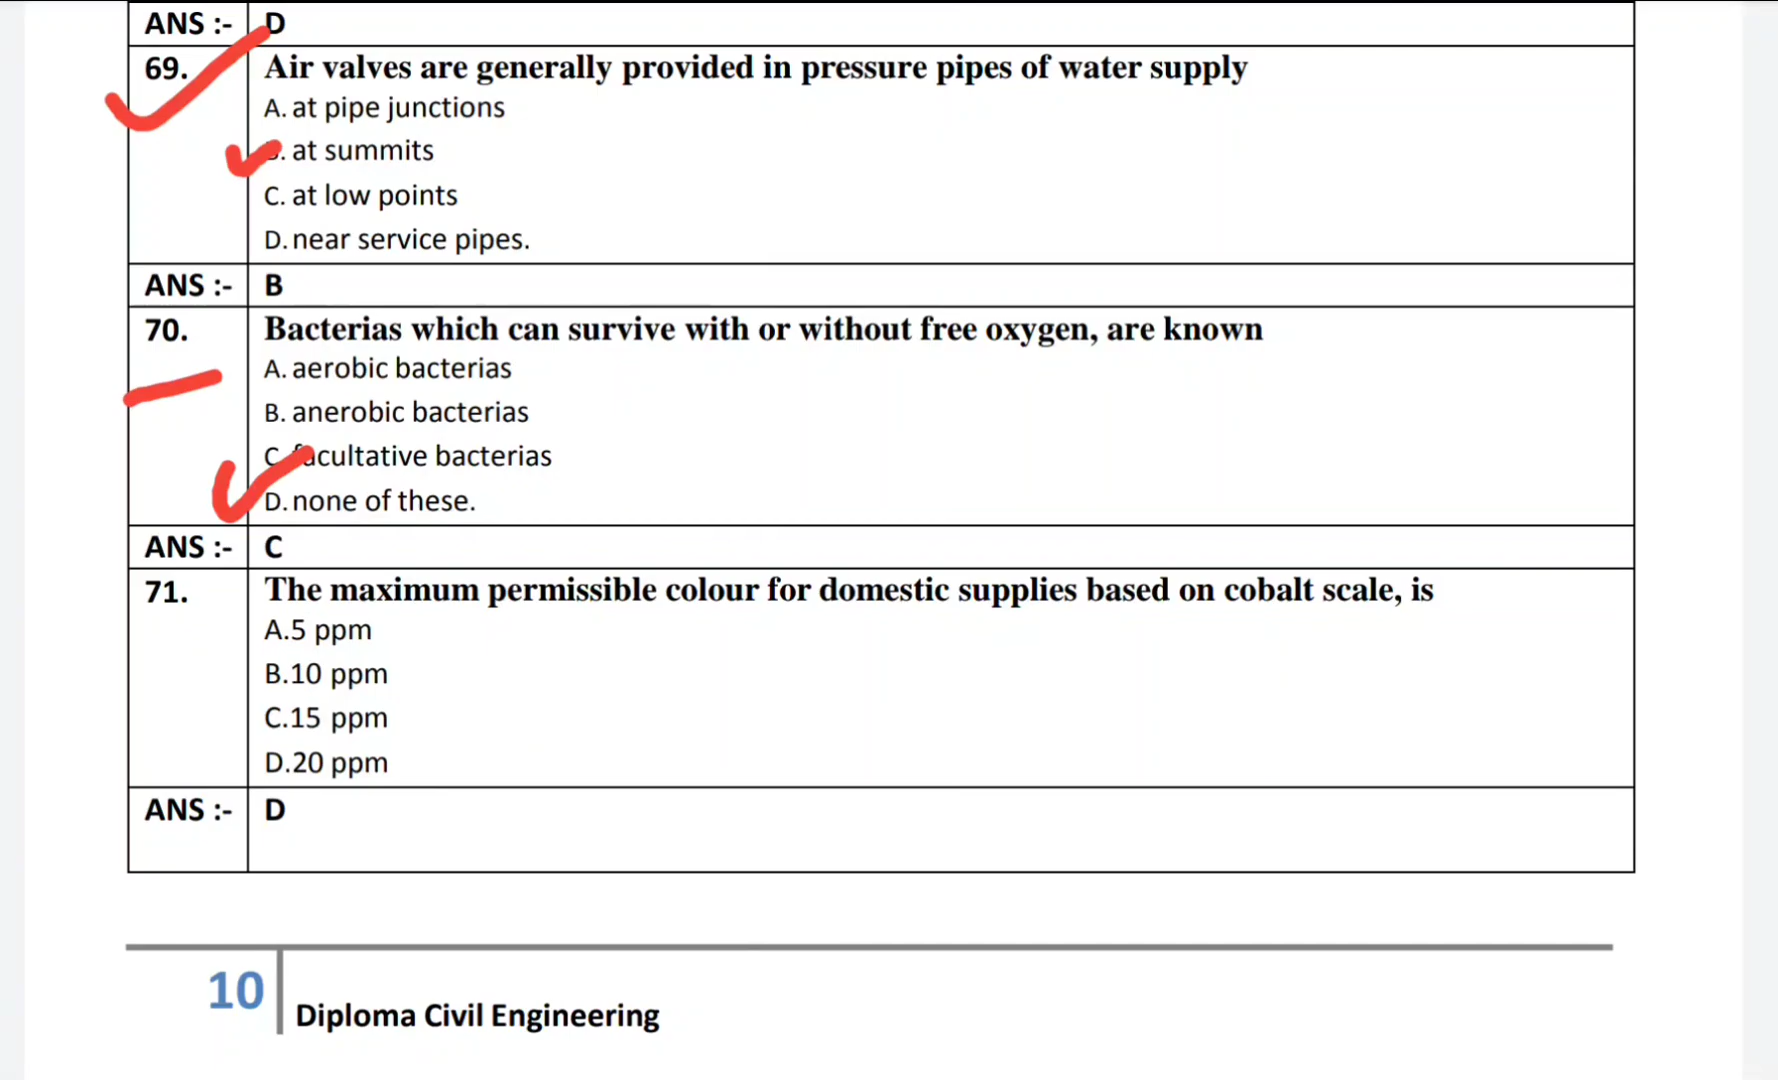 ANS :- D
69. Air valves are generally provided in pressure pipes of water supply
A. at pipe junctions
B. at summits
C. at low points
D. near service pipes.
ANS :- B
70. Bacterias which can survive with or without free oxygen, are known
A. aerobic bacterias
B. anerobic bacterias
C. facultative bacterias
D. none of these.
ANS :- C
71. The maximum permissible colour for domestic supplies based on cobalt scale, is
A.5 ppm
B.10 ppm
C.15 ppm
D.20 ppm
ANS :- D
10
Diploma Civil Engineering